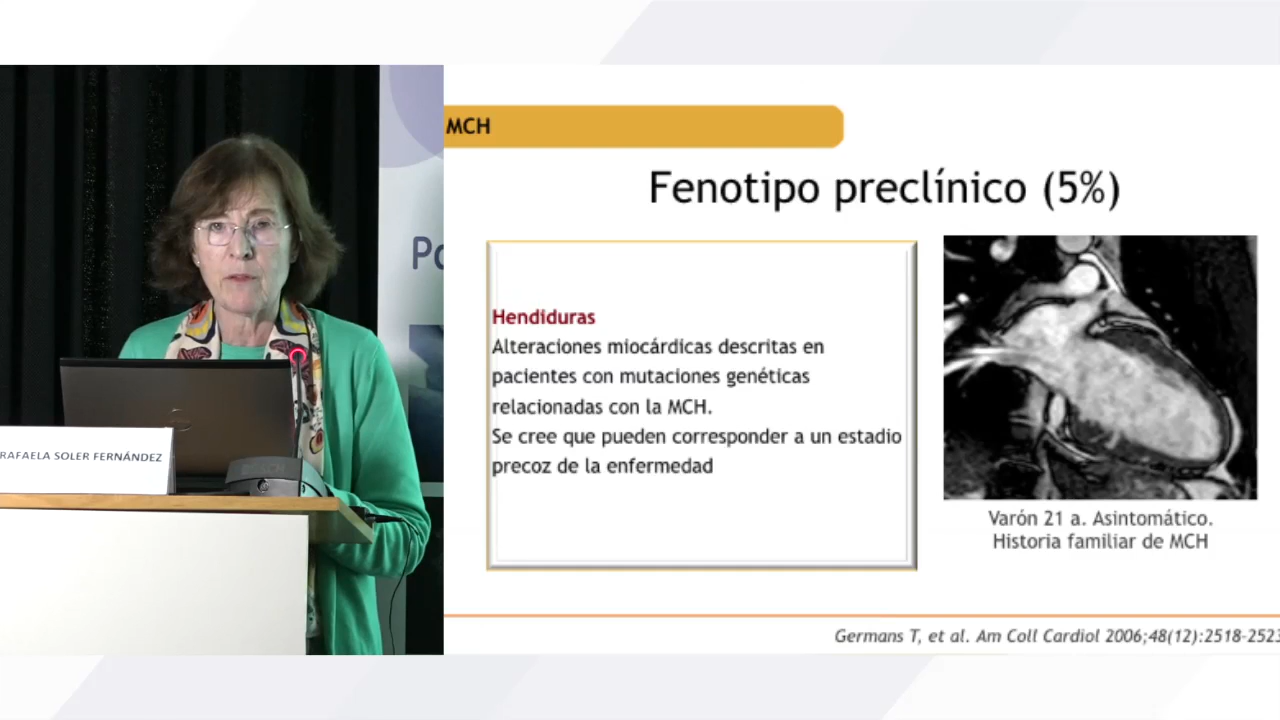 MCH
Fenotipo preclínico (5%)
Hendiduras
Alteraciones miocárdicas descritas en
pacientes con mutaciones genéticas
relacionadas con la MCH.
Se cree que pueden corresponder a un estadio
precoz de la enfermedad
Varón 21 a. Asintomático.
Historia familiar de MCH
Germans T, et al. Am Coll Cardiol 2006;48(12):2518-2523
RAFAELA SOLER FERNÁNDEZ